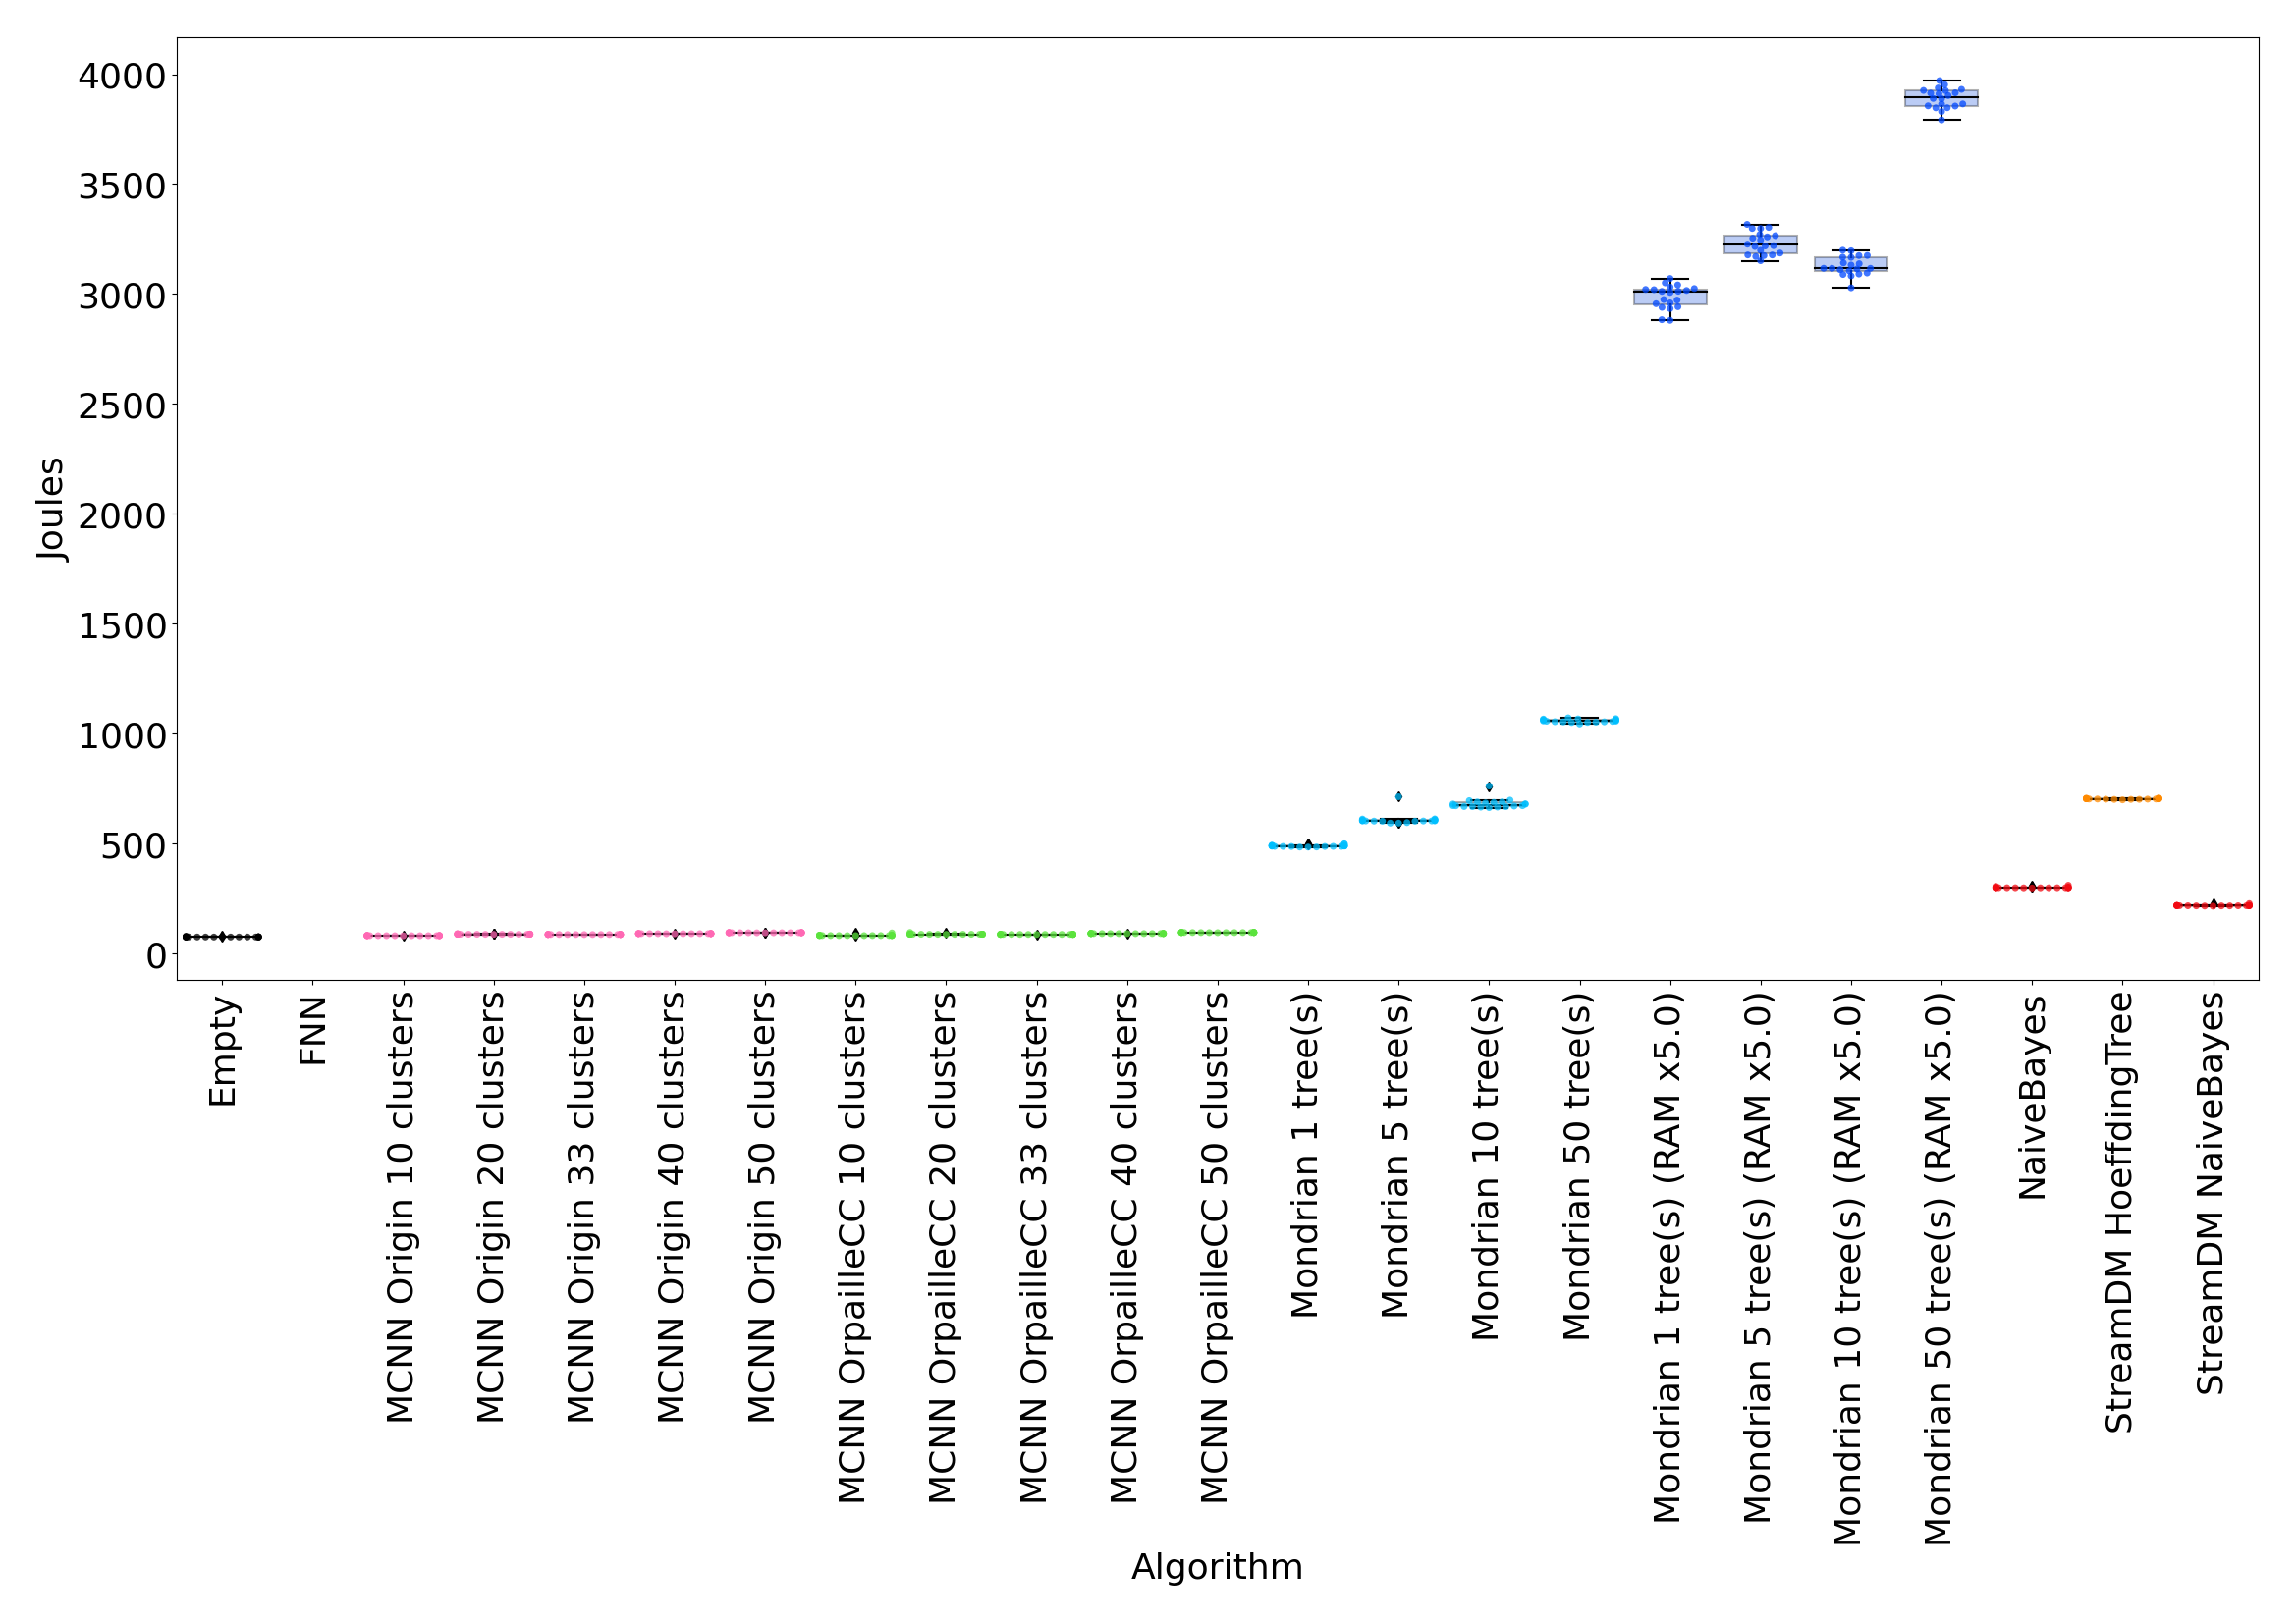 4000
3500
3000
2500
2000
1500
1000
500
0
Joules
Empty
FNN
MCNN Origin 10 clusters
MCNN Origin 20 clusters
MCNN Origin 33 clusters
MCNN Origin 40 clusters
MCNN Origin 50 clusters
MCNN OrpailleCC 10 clusters
MCNN OrpailleCC 20 clusters
MCNN OrpailleCC 33 clusters
MCNN OrpailleCC 40 clusters
MCNN OrpailleCC 50 clusters
Mondrian 1 tree(s)
Mondrian 5 tree(s)
Mondrian 10 tree(s)
Mondrian 50 tree(s)
Mondrian 1 tree(s) (RAM x5.0)
Mondrian 5 tree(s) (RAM x5.0)
Mondrian 10 tree(s) (RAM x5.0)
Mondrian 50 tree(s) (RAM x5.0)
NaiveBayes
StreamDM HoeffdingTree
StreamDM NaiveBayes
Algorithm